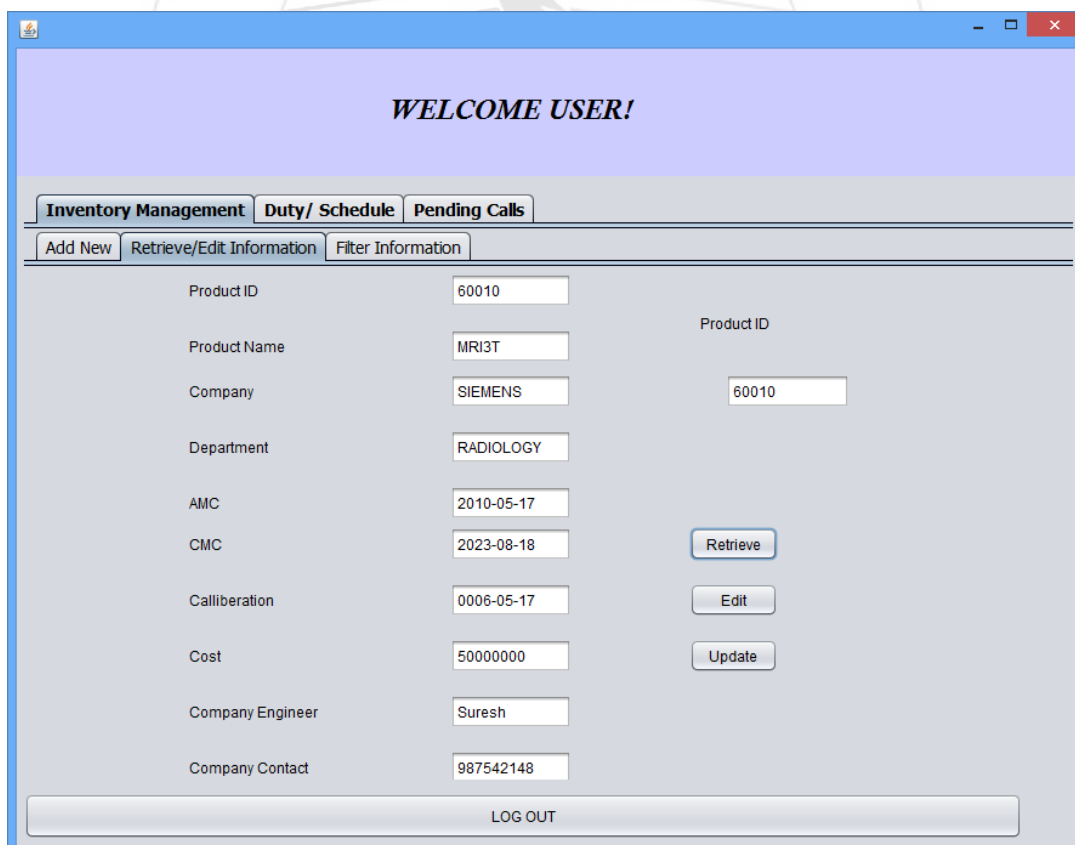 WELCOME USER!
Inventory Management Duty/ Schedule Pending Calls
Add New Retrieve/Edit Information Filter Information
Product ID 60010
Product ID
Product Name MRI3T
Company SIEMENS 60010
Department RADIOLOGY
AMC 2010-05-17
CMC 2023-08-18 Retrieve
Calliberation 0006-05-17 Edit
Cost 50000000 Update
Company Engineer Suresh
Company Contact 987542148
LOG OUT